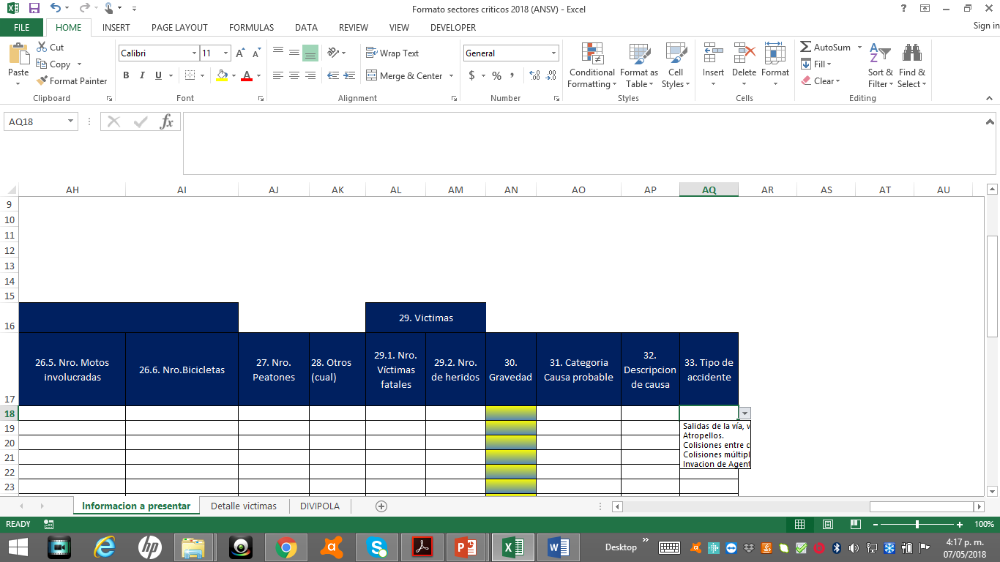 Formato sectores criticos 2018 (ANSV) - Excel
FILE HOME INSERT PAGE LAYOUT FORMULAS DATA REVIEW VIEW DEVELOPER Sign in
Paste
Cut
Copy
Format Painter
Clipboard
Calibri 11
B I U
Font
Wrap Text
Merge & Center
Alignment
General
$ % ,
Number
Conditional Formatting
Format as Table
Cell Styles
Styles
Insert Delete Format
Cells
AutoSum
Fill
Clear
Sort & Filter
Find & Select
Editing
AQ18
fx
AH AI AJ AK AL AM AN AO AP AQ AR AS AT AU
9
10
11
12
13
14
15
16 29. Victimas
26.5. Nro. Motos
involucradas
26.6. Nro.Bicicletas
27. Nro.
Peatones
28. Otros
(cual)
29.1. Nro.
Víctimas
fatales
29.2. Nro.
de heridos
30.
Gravedad
31. Categoria
Causa probable
32.
Descripcion
de causa
33. Tipo de
accidente
17
18
19
20
21
22
23
Salidas de la vía, v
Atropellos.
Colisiones entre c
Colisiones múltipl
Invacion de Agent
Informacion a presentar Detalle victimas DIVIPOLA
READY 100%
Desktop
4:17 p. m.
07/05/2018